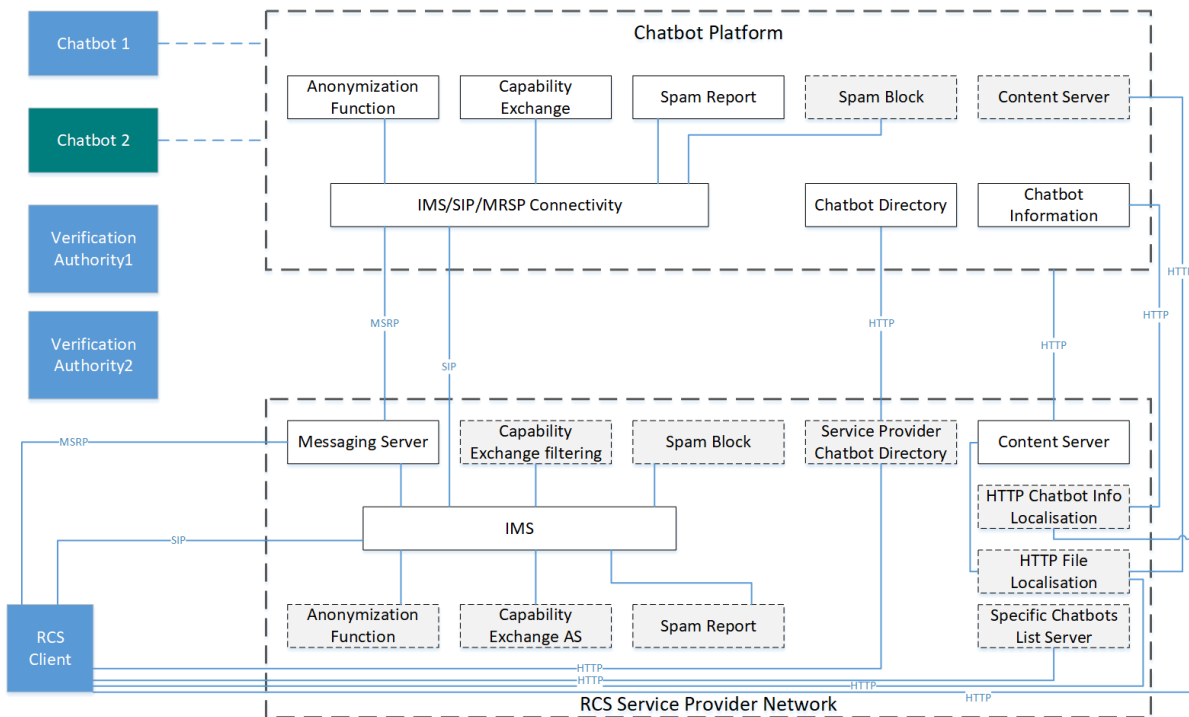 Chatbot 1
Chatbot Platform
Anonymization
Function
Capability
Exchange
Spam Report
Spam Block
Content Server
Chatbot 2
IMS/SIP/MRSP Connectivity
Chatbot Directory
Chatbot
Information
Verification
Authority1
HTTP
HTTP
MSRP
HTTP
HTTP
SIP
Verification
Authority2
MSRP
Messaging Server
Capability
Exchange filtering
Spam Block
Service Provider
Chatbot Directory
Content Server
HTTP Chatbot Info
Localisation
IMS
SIP
HTTP File
Localisation
Anonymization
Function
Capability
Exchange AS
Spam Report
Specific Chatbots
List Server
RCS
Client
HTTP
HTTP
HTTP
HTTP
RCS Service Provider Network